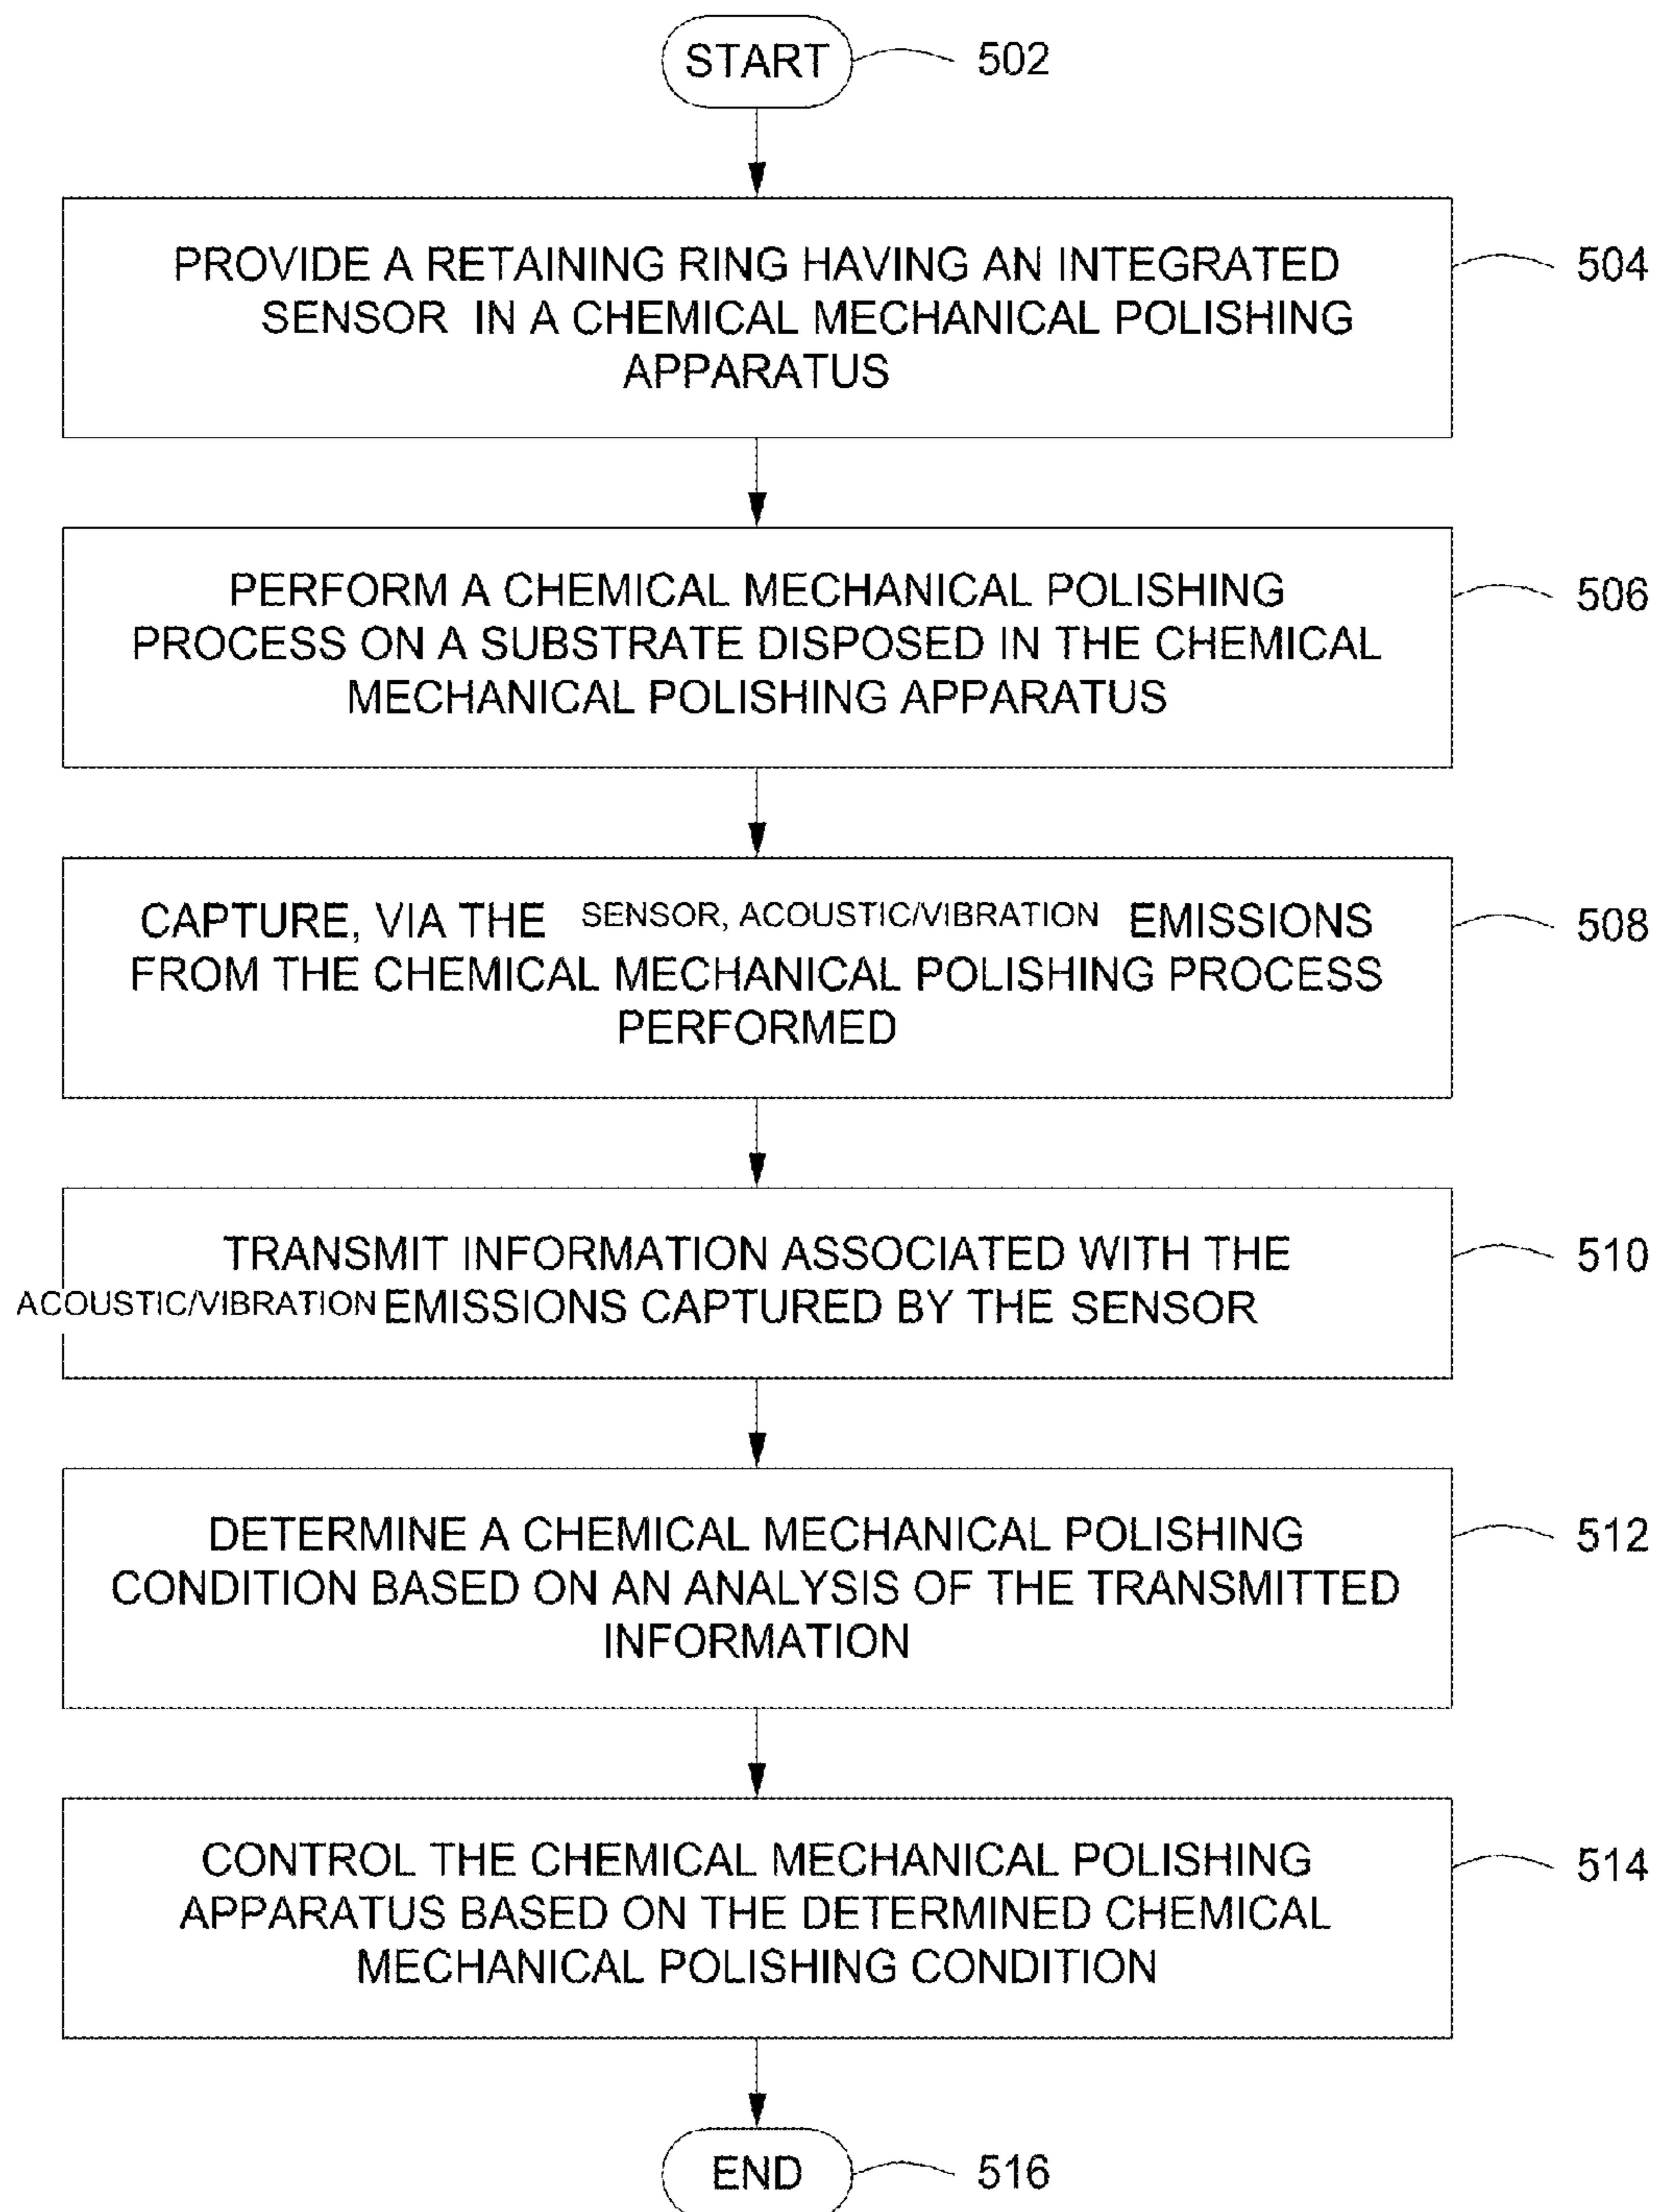 START
502
PROVIDE A RETAINING RING HAVING AN INTEGRATED
SENSOR IN A CHEMICAL MECHANICAL POLISHING
APPARATUS
504
PERFORM A CHEMICAL MECHANICAL POLISHING
PROCESS ON A SUBSTRATE DISPOSED IN THE CHEMICAL
MECHANICAL POLISHING APPARATUS
506
CAPTURE, VIA THE SENSOR, ACOUSTIC/VIBRATION EMISSIONS
FROM THE CHEMICAL MECHANICAL POLISHING PROCESS
PERFORMED
508
TRANSMIT INFORMATION ASSOCIATED WITH THE
ACOUSTIC/VIBRATION EMISSIONS CAPTURED BY THE SENSOR
510
DETERMINE A CHEMICAL MECHANICAL POLISHING
CONDITION BASED ON AN ANALYSIS OF THE TRANSMITTED
INFORMATION
512
CONTROL THE CHEMICAL MECHANICAL POLISHING
APPARATUS BASED ON THE DETERMINED CHEMICAL
MECHANICAL POLISHING CONDITION
514
END
516